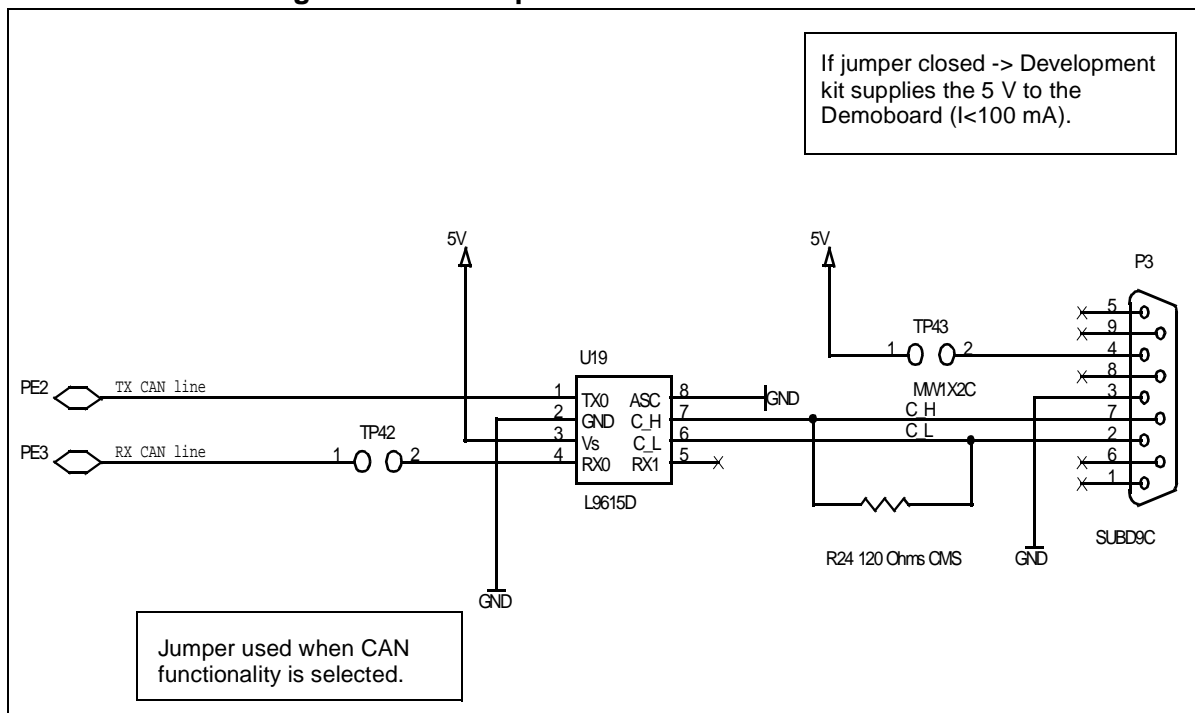 If jumper closed -> Development
kit supplies the 5 V to the
Demoboard (I<100 mA).
5V
5V
P3
5
9
4
8
3
7
2
6
1
SUBD9C
TP43
1
2
MW1X2C
C_H
C_L
U19
1 TX0 ASC 8
2 GND C_H 7
3 Vs C_L 6
4 RX0 RX1 5
L9615D
GND
PE2 TX CAN line
PE3 RX CAN line
TP42
1
2
R24 120 Ohms CMS
GND
GND
Jumper used when CAN
functionality is selected.